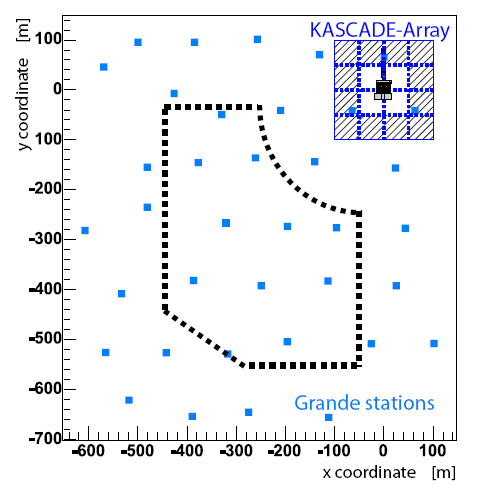 [m]
KASCADE-Array
100
0
100
-200
-300
-400
-500
-600
-700
y coordinate
Grande stations
-600 -500 -400 -300 -200 -100 0 100
x coordinate [m]